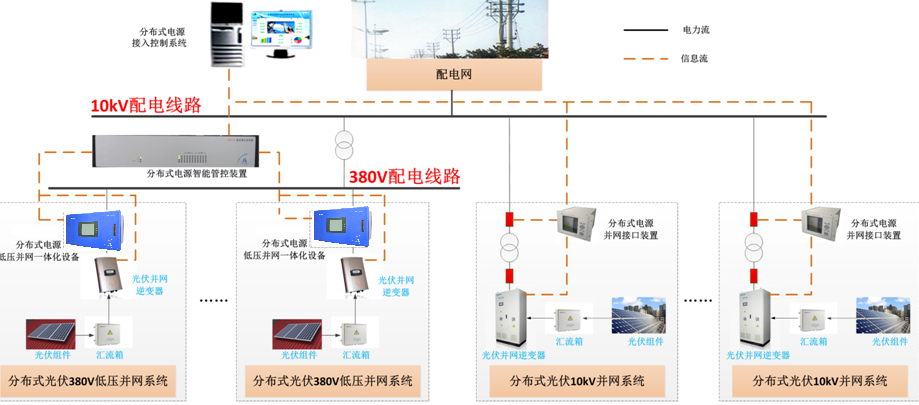 分布式电源
接入控制系统
配电网
电力流
信息流
10kV配电线路
分布式电源智能管控装置
380V配电线路
分布式电源
低压并网一体化设备
光伏并网
逆变器
光伏组件
汇流箱
分布式光伏380V低压并网系统
......
分布式电源
低压并网一体化设备
光伏并网
逆变器
光伏组件
汇流箱
分布式光伏380V低压并网系统
分布式电源
并网接口装置
光伏并网逆变器
汇流箱
光伏组件
分布式光伏10kV并网系统
......
分布式电源
并网接口装置
光伏并网逆变器
汇流箱
光伏组件
分布式光伏10kV并网系统